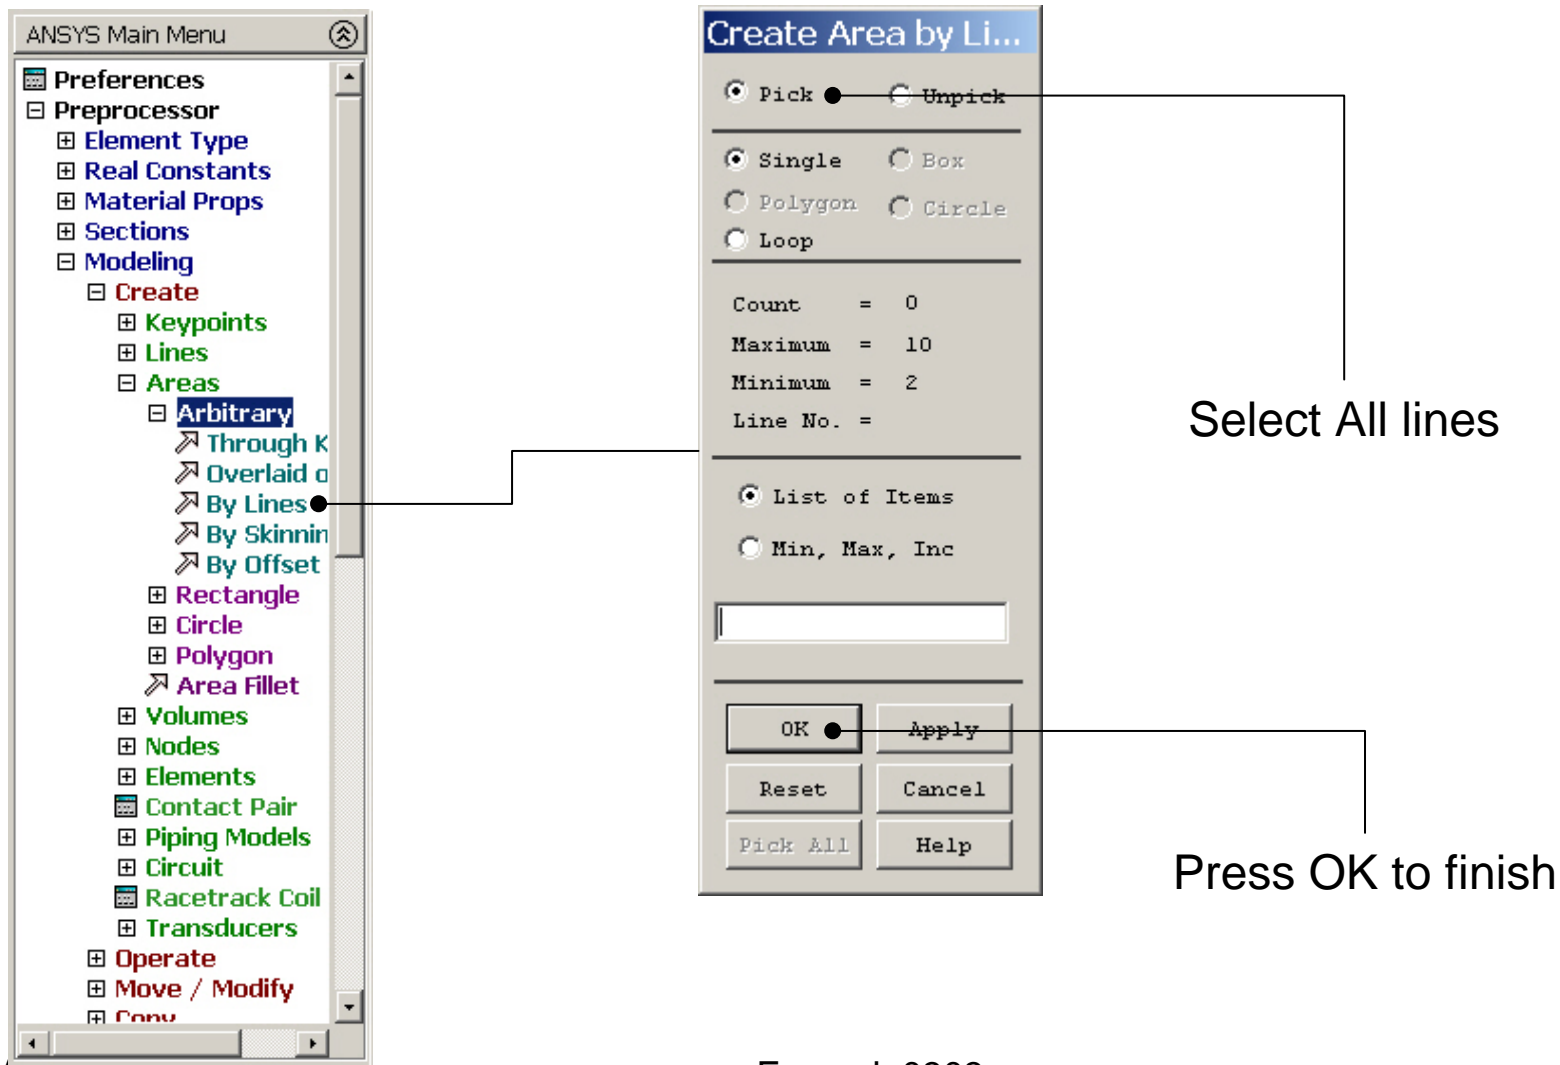 ANSYS Main Menu
Preferences
Preprocessor
Element Type
Real Constants
Material Props
Sections
Modeling
Create
Keypoints
Lines
Areas
Arbitrary
Through K
Overlaid o
By Lines
By Skinnin
By Offset
Rectangle
Circle
Polygon
Area Fillet
Volumes
Nodes
Elements
Contact Pair
Piping Models
Circuit
Racetrack Coil
Transducers
Operate
Move / Modify
Copy
Create Area by Li...
Pick Unpick
Single Box
Polygon Circle
Loop
Count = 0
Maximum = 10
Minimum = 2
Line No. =
List of Items
Min, Max, Inc
OK Apply
Reset Cancel
Pick All Help
Select All lines
Press OK to finish